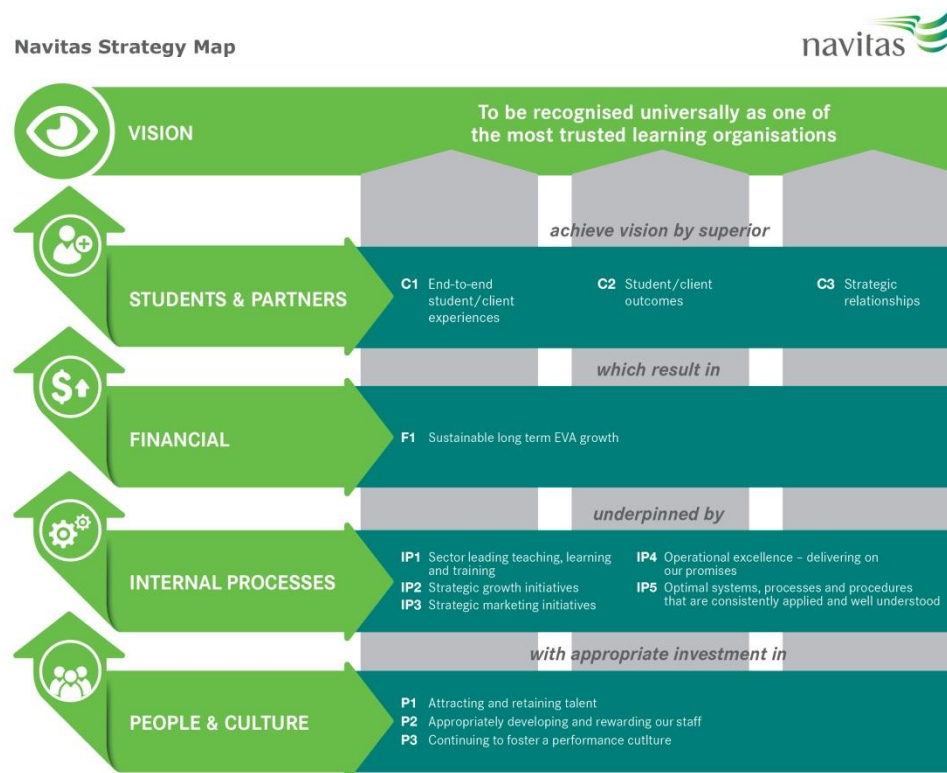 Navitas Strategy Map
navitas
VISION
To be recognised universally as one of
the most trusted learning organisations
achieve vision by superior
STUDENTS & PARTNERS
C1 End-to-end
student/client
experiences
C2 Student/client
outcomes
C3 Strategic
relationships
which result in
$
FINANCIAL
F1 Sustainable long term EVA growth
underpinned by
INTERNAL PROCESSES
IP1 Sector leading teaching, learning
and training
IP2 Strategic growth initiatives
IP3 Strategic marketing initiatives
IP4 Operational excellence – delivering on
our promises
IP5 Optimal systems, processes and procedures
that are consistently applied and well understood
with appropriate investment in
PEOPLE & CULTURE
P1 Attracting and retaining talent
P2 Appropriately developing and rewarding our staff
P3 Continuing to foster a performance cutlture